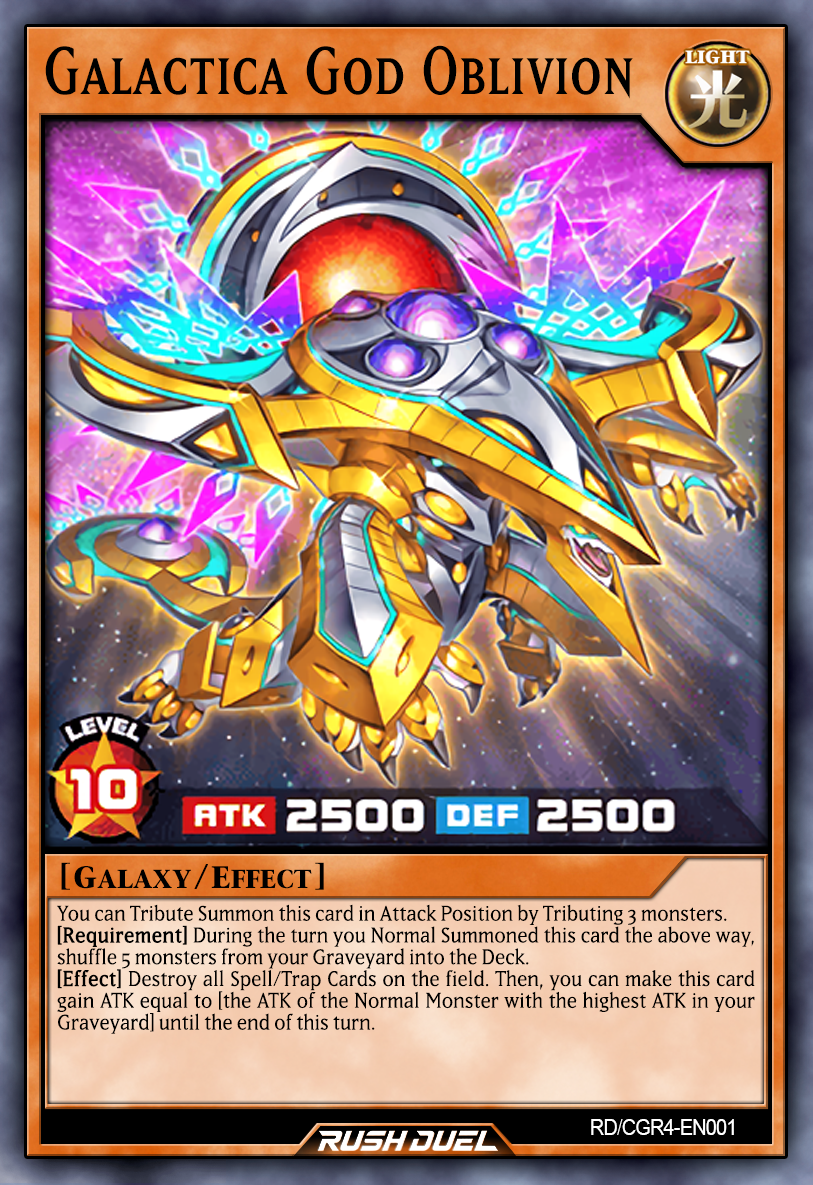 Galactica God Oblivion
LIGHT
光
LEVEL
10
ATK 2500 DEF 2500
[Galaxy/Effect]
You can Tribute Summon this card in Attack Position by Tributing 3 monsters.
[Requirement] During the turn you Normal Summoned this card the above way,
shuffle 5 monsters from your Graveyard into the Deck.
[Effect] Destroy all Spell/Trap Cards on the field. Then, you can make this card
gain ATK equal to [the ATK of the Normal Monster with the highest ATK in your
Graveyard] until the end of this turn.
RD/CGR4-EN001
RUSH DUEL